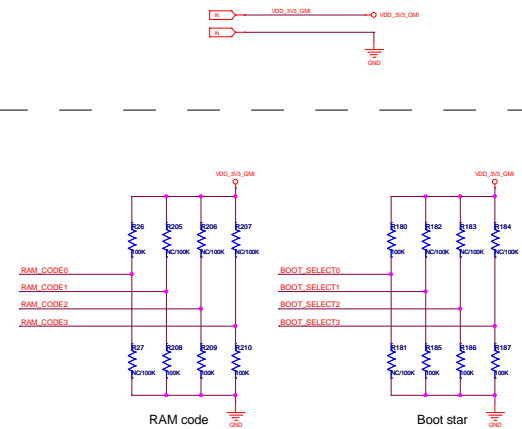 IN VDD_3V3_GMI VDD_3V3_GMI
IN
GND
VDD_3V3_GMI VDD_3V3_GMI
R26 R205 R206 R207 R180 R182 R183 R184
100K NC/100K NC/100K NC/100K 100K NC/100K NC/100K NC/100K
RAM_CODE0 BOOT_SELECT0
RAM_CODE1 BOOT_SELECT1
RAM_CODE2 BOOT_SELECT2
RAM_CODE3 BOOT_SELECT3
R27 R208 R209 R210 R181 R185 R186 R187
NC/100K 100K 100K 100K NC/100K 100K 100K 100K
RAM code GND Boot star GND